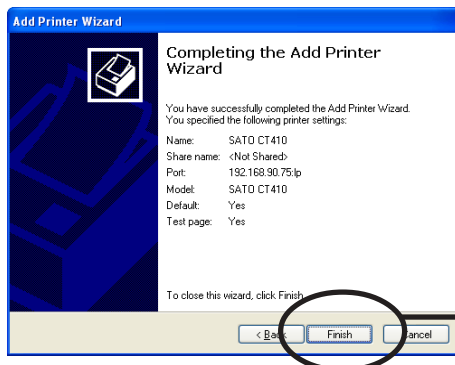 Add Printer Wizard
Completing the Add Printer
Wizard
You have successfully completed the Add Printer Wizard.
You specified the following printer settings:
Name: SATO CT410
Share name: <Not Shared>
Port: 192.168.90.75:lp
Model: SATO CT410
Default: Yes
Test page: Yes
To close this wizard, click Finish.
< Back Finish Cancel